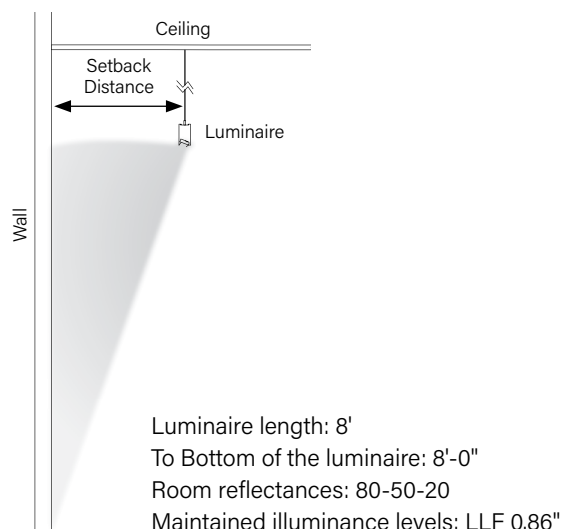 Ceiling
Setback
Distance
Luminaire
Wall
Luminaire length: 8'
To Bottom of the luminaire: 8'-0"
Room reflectances: 80-50-20
Maintained illuminance levels: LLF 0.86"